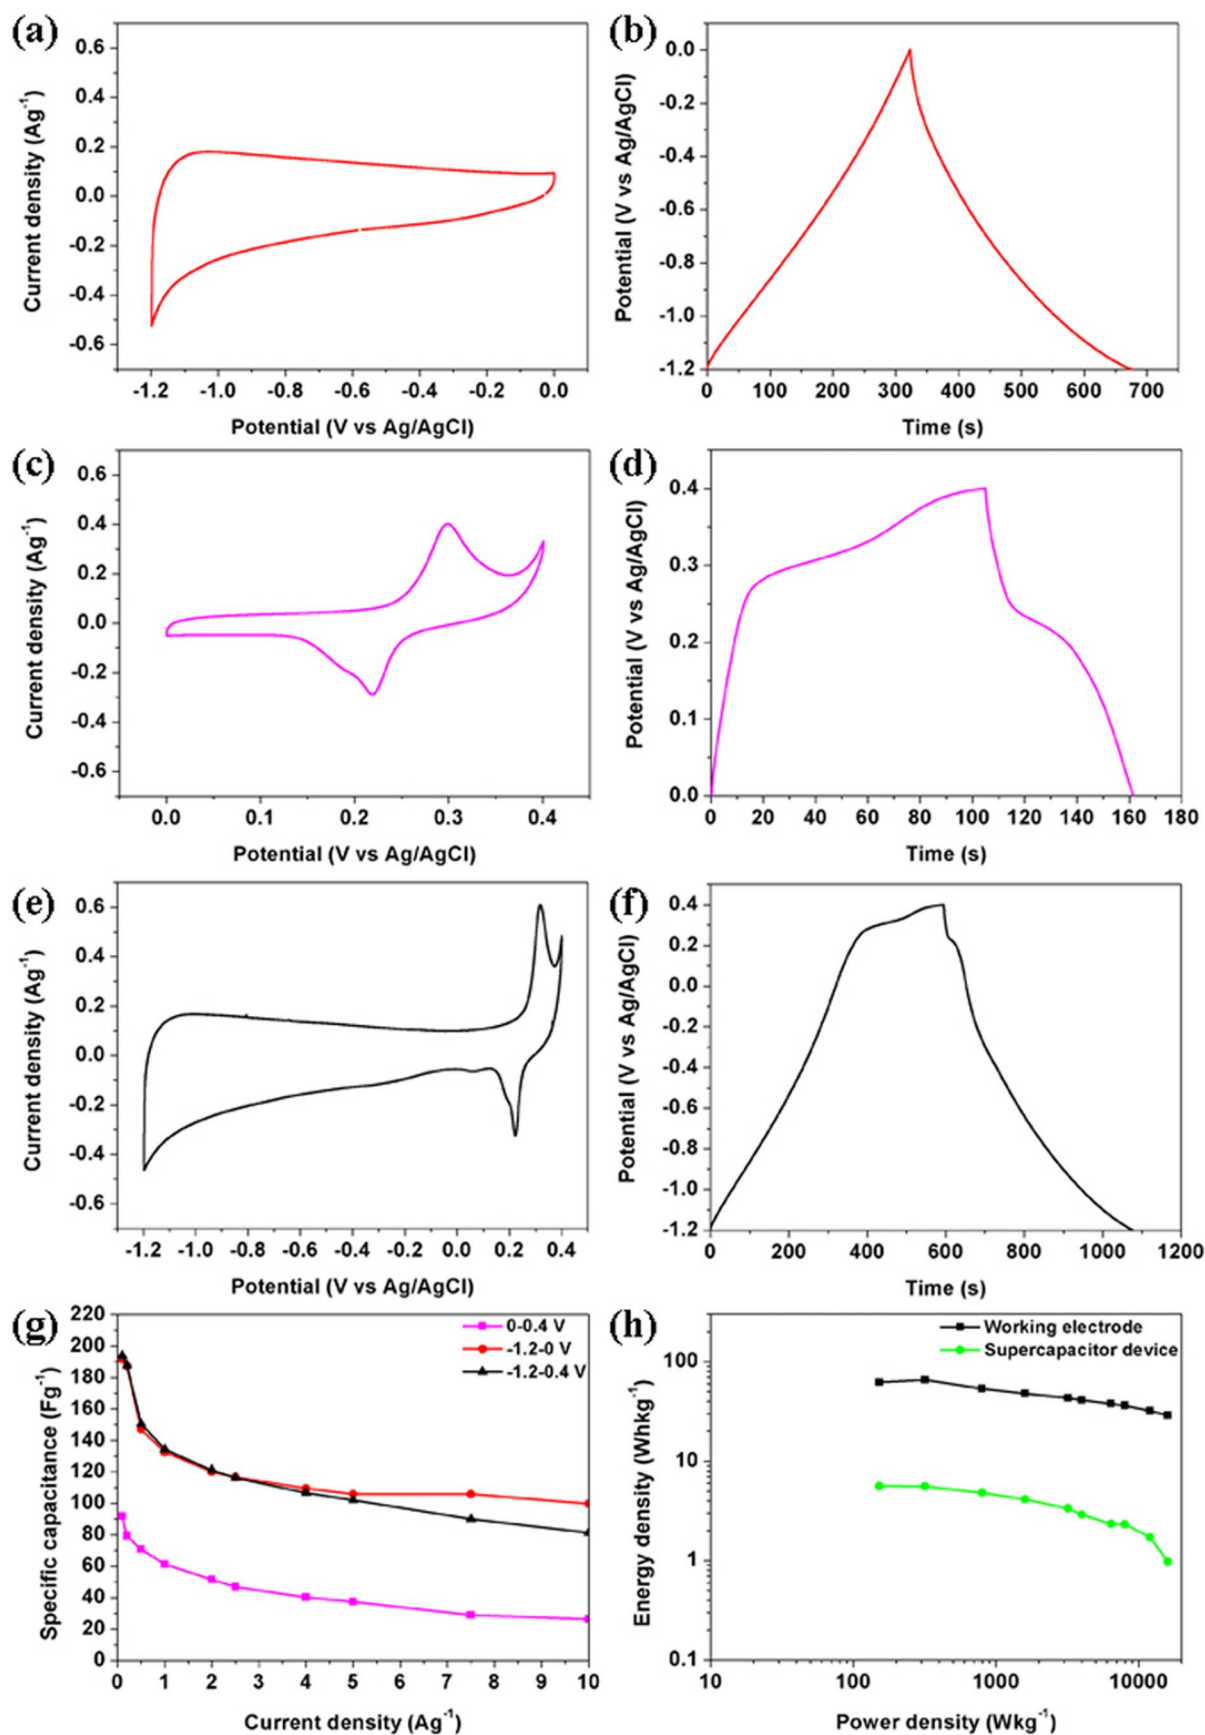 (a)
0.6
0.4
0.2
0.0
-0.2
-0.4
-0.6
Current density (Ag⁻¹)
-1.2 -1.0 -0.8 -0.6 -0.4 -0.2 0.0
Potential (V vs Ag/AgCl)
(b)
0.0
-0.2
-0.4
-0.6
-0.8
-1.0
-1.2
Potential (V vs Ag/AgCl)
0 100 200 300 400 500 600 700
Time (s)
(c)
0.6
0.4
0.2
0.0
-0.2
-0.4
-0.6
Current density (Ag⁻¹)
0.0 0.1 0.2 0.3 0.4
Potential (V vs Ag/AgCl)
(d)
0.4
0.3
0.2
0.1
0.0
Potential (V vs Ag/AgCl)
0 20 40 60 80 100 120 140 160 180
Time (s)
(e)
0.6
0.4
0.2
0.0
-0.2
-0.4
-0.6
Current density (Ag⁻¹)
-1.2 -1.0 -0.8 -0.6 -0.4 -0.2 0.0 0.2 0.4
Potential (V vs Ag/AgCl)
(f)
0.4
0.2
0.0
-0.2
-0.4
-0.6
-0.8
-1.0
-1.2
Potential (V vs Ag/AgCl)
0 200 400 600 800 1000 1200
Time (s)
(g)
220
200
180
160
140
120
100
80
60
40
20
0
Specific capacitance (Fg⁻¹)
0-0.4 V
-1.2-0 V
-1.2-0.4 V
0 1 2 3 4 5 6 7 8 9 10
Current density (Ag⁻¹)
(h)
100
10
1
0.1
Energy density (Whkg⁻¹)
Working electrode
Supercapacitor device
10 100 1000 10000
Power density (Wkg⁻¹)